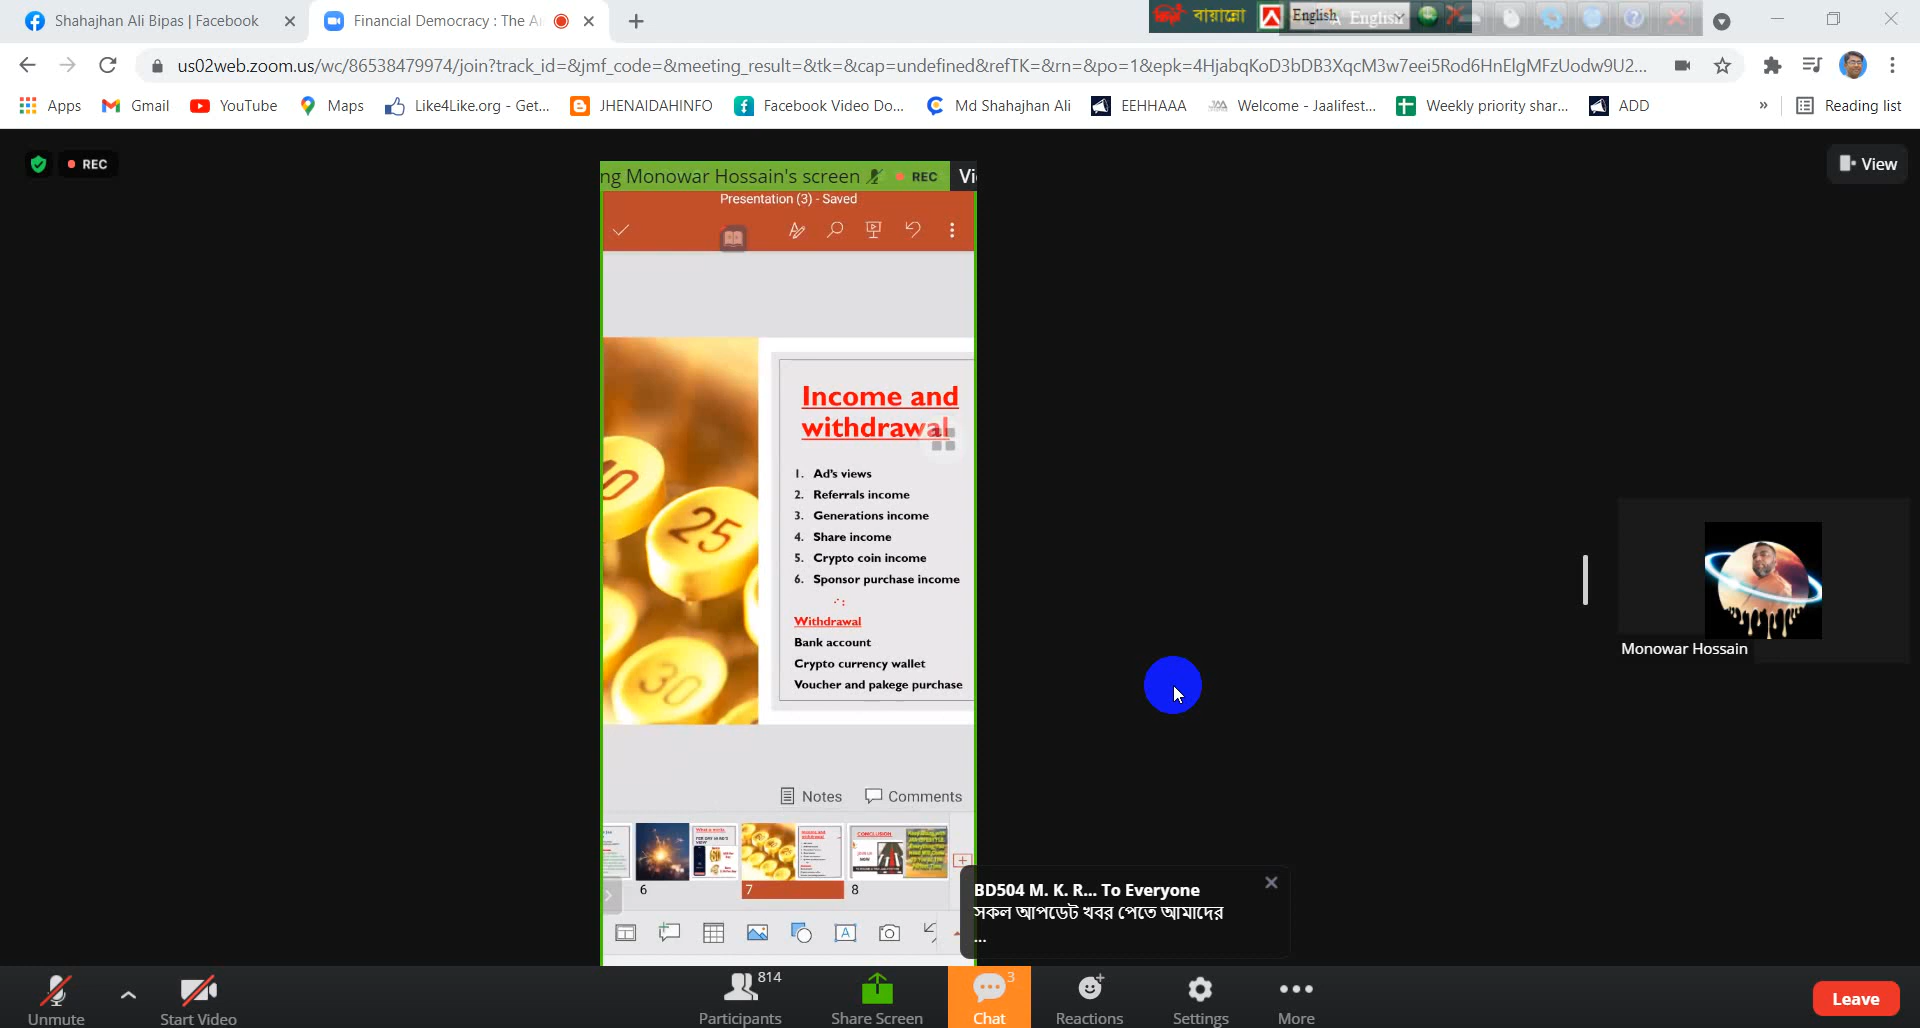 Shahajhan Ali Bipas | Facebook
Financial Democracy : The A
বায়ান্নো
English
English
us02web.zoom.us/wc/86538479974/join?track_id=&jmf_code=&meeting_result=&tk=&cap=undefined&refTK=&rn=&po=1&epk=4HjabqKoD3bDB3XqcM3w7eei5Rod6HnElgMFzUodw9U2...
Apps
Gmail
YouTube
Maps
Like4Like.org - Get...
JHENAIDAHINFO
Facebook Video Do...
Md Shahajhan Ali
EEHHAAA
Welcome - Jaalifest...
Weekly priority shar...
ADD
»
Reading list
REC
View
ng Monowar Hossain's screen
REC
Vi
Presentation (3) - Saved
Income and
withdrawal
1. Ad's views
2. Referrals income
3. Generations income
4. Share income
5. Crypto coin income
6. Sponsor purchase income
Withdrawal
Bank account
Crypto currency wallet
Voucher and pakege purchase
25
30
Monowar Hossain
Notes
Comments
CONCLUSION
6
7
8
BD504 M. K. R... To Everyone
সকল আপডেট খবর পেতে আমাদের
...
Unmute
Start Video
814
Participants
Share Screen
3
Chat
Reactions
Settings
More
Leave